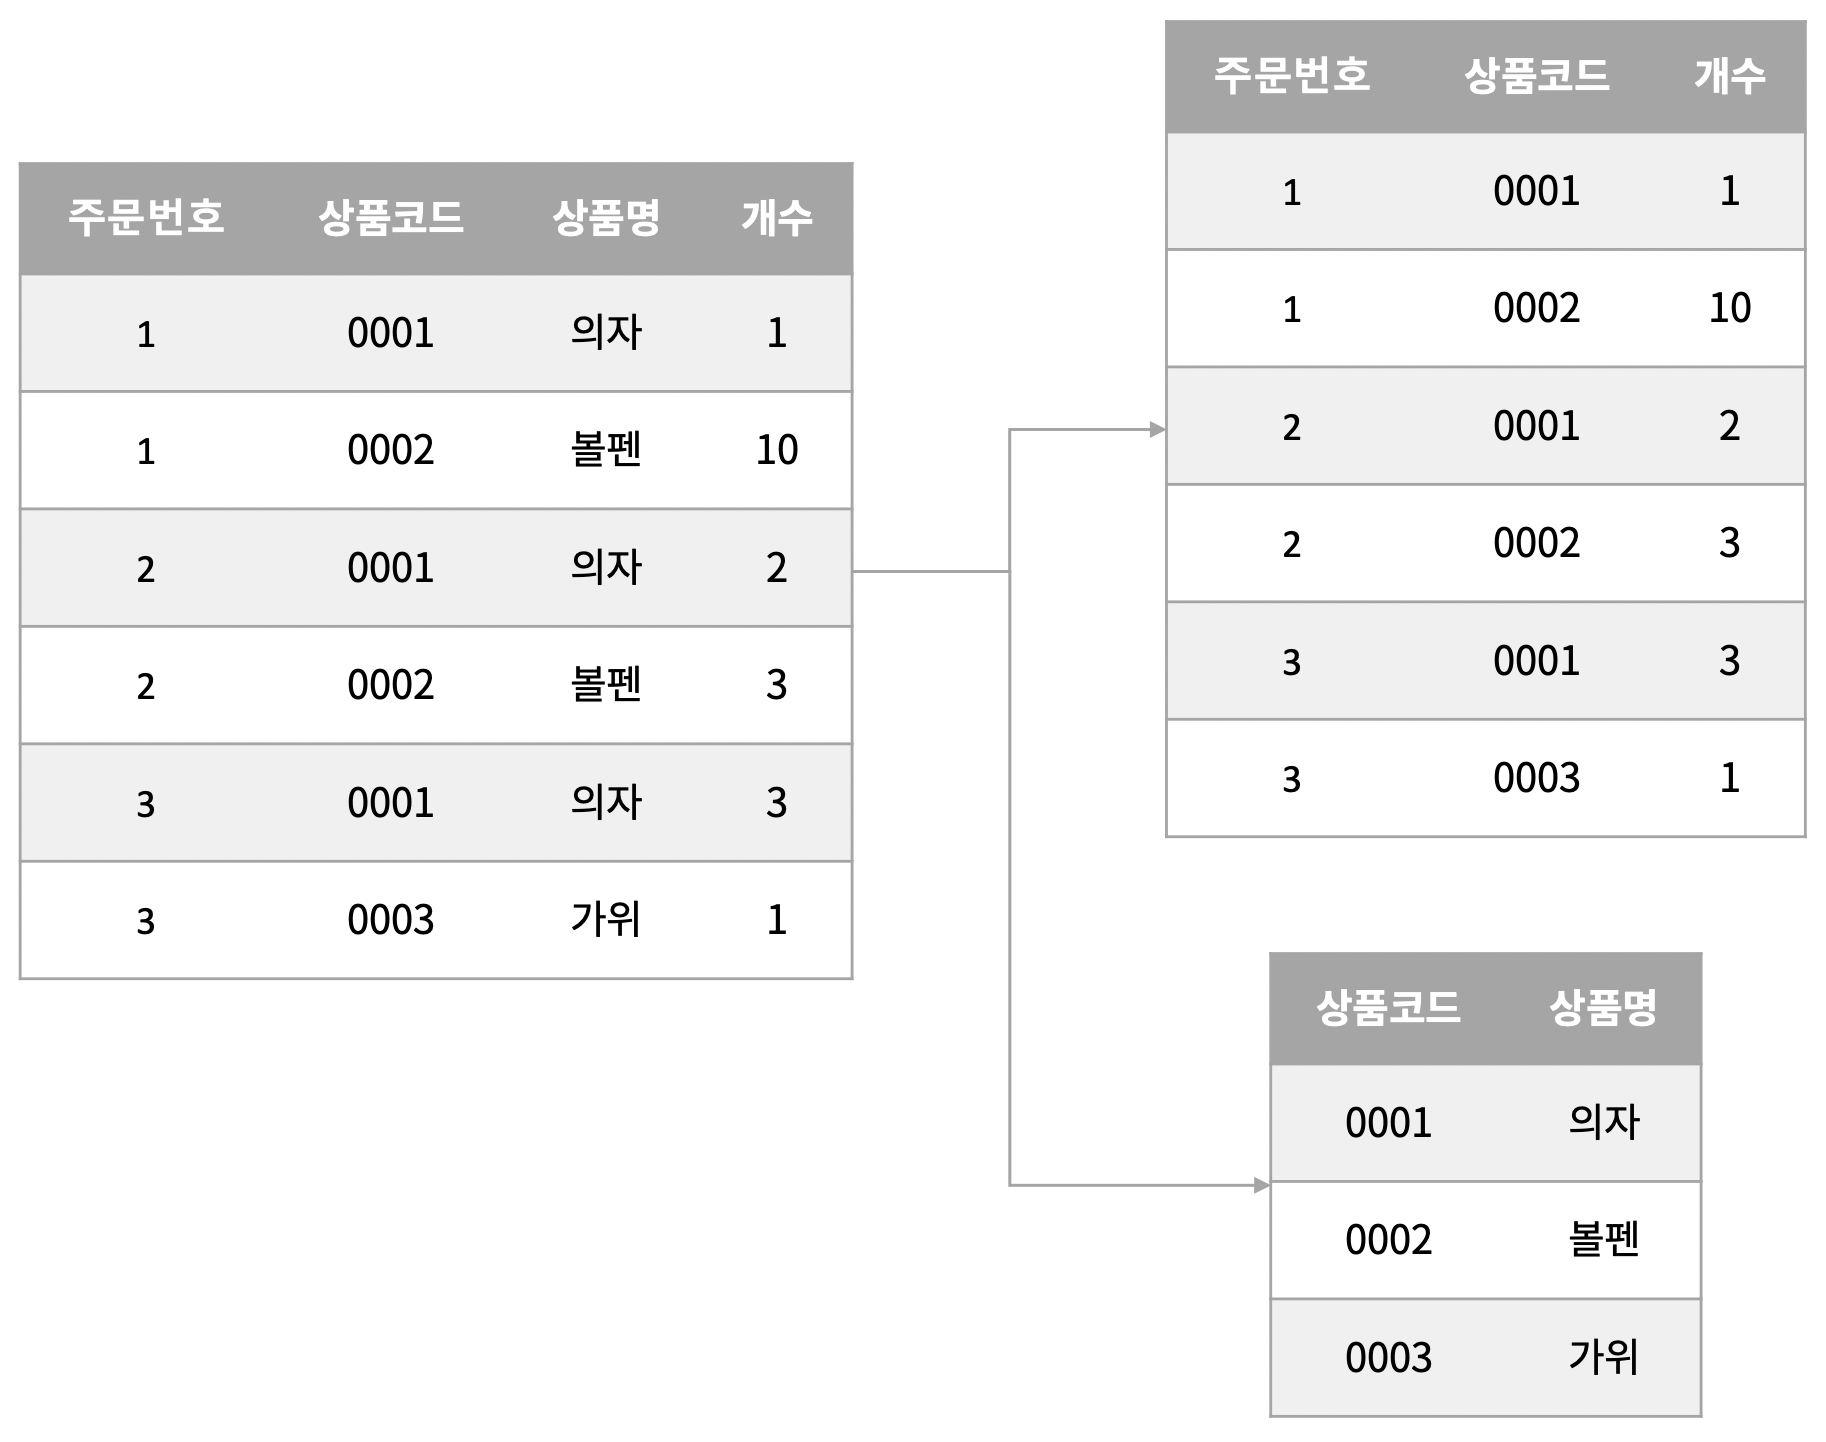 주문번호 상품코드 상품명 개수
1 0001 의자 1
1 0002 볼펜 10
2 0001 의자 2
2 0002 볼펜 3
3 0001 의자 3
3 0003 가위 1
주문번호 상품코드 개수
1 0001 1
1 0002 10
2 0001 2
2 0002 3
3 0001 3
3 0003 1
상품코드 상품명
0001 의자
0002 볼펜
0003 가위